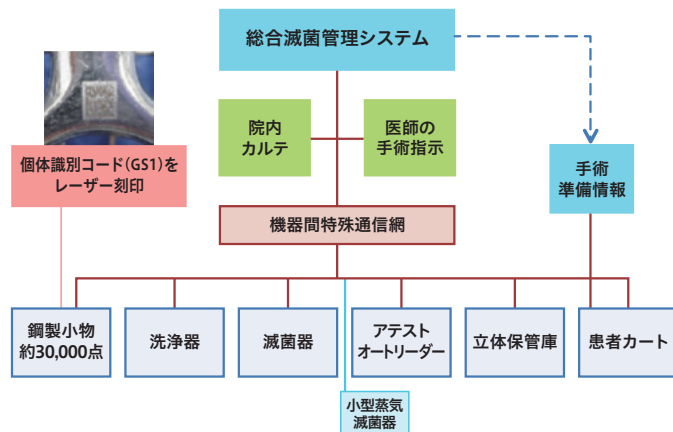 総合滅菌管理システム
院内
カルテ
医師の
手術指示
個体識別コード(GS1)を
レーザー刻印
手術
準備情報
機器間特殊通信網
鋼製小物
約30,000点
洗浄器
滅菌器
アテスト
オートリーダー
立体保管庫
患者カート
小型蒸気
滅菌器